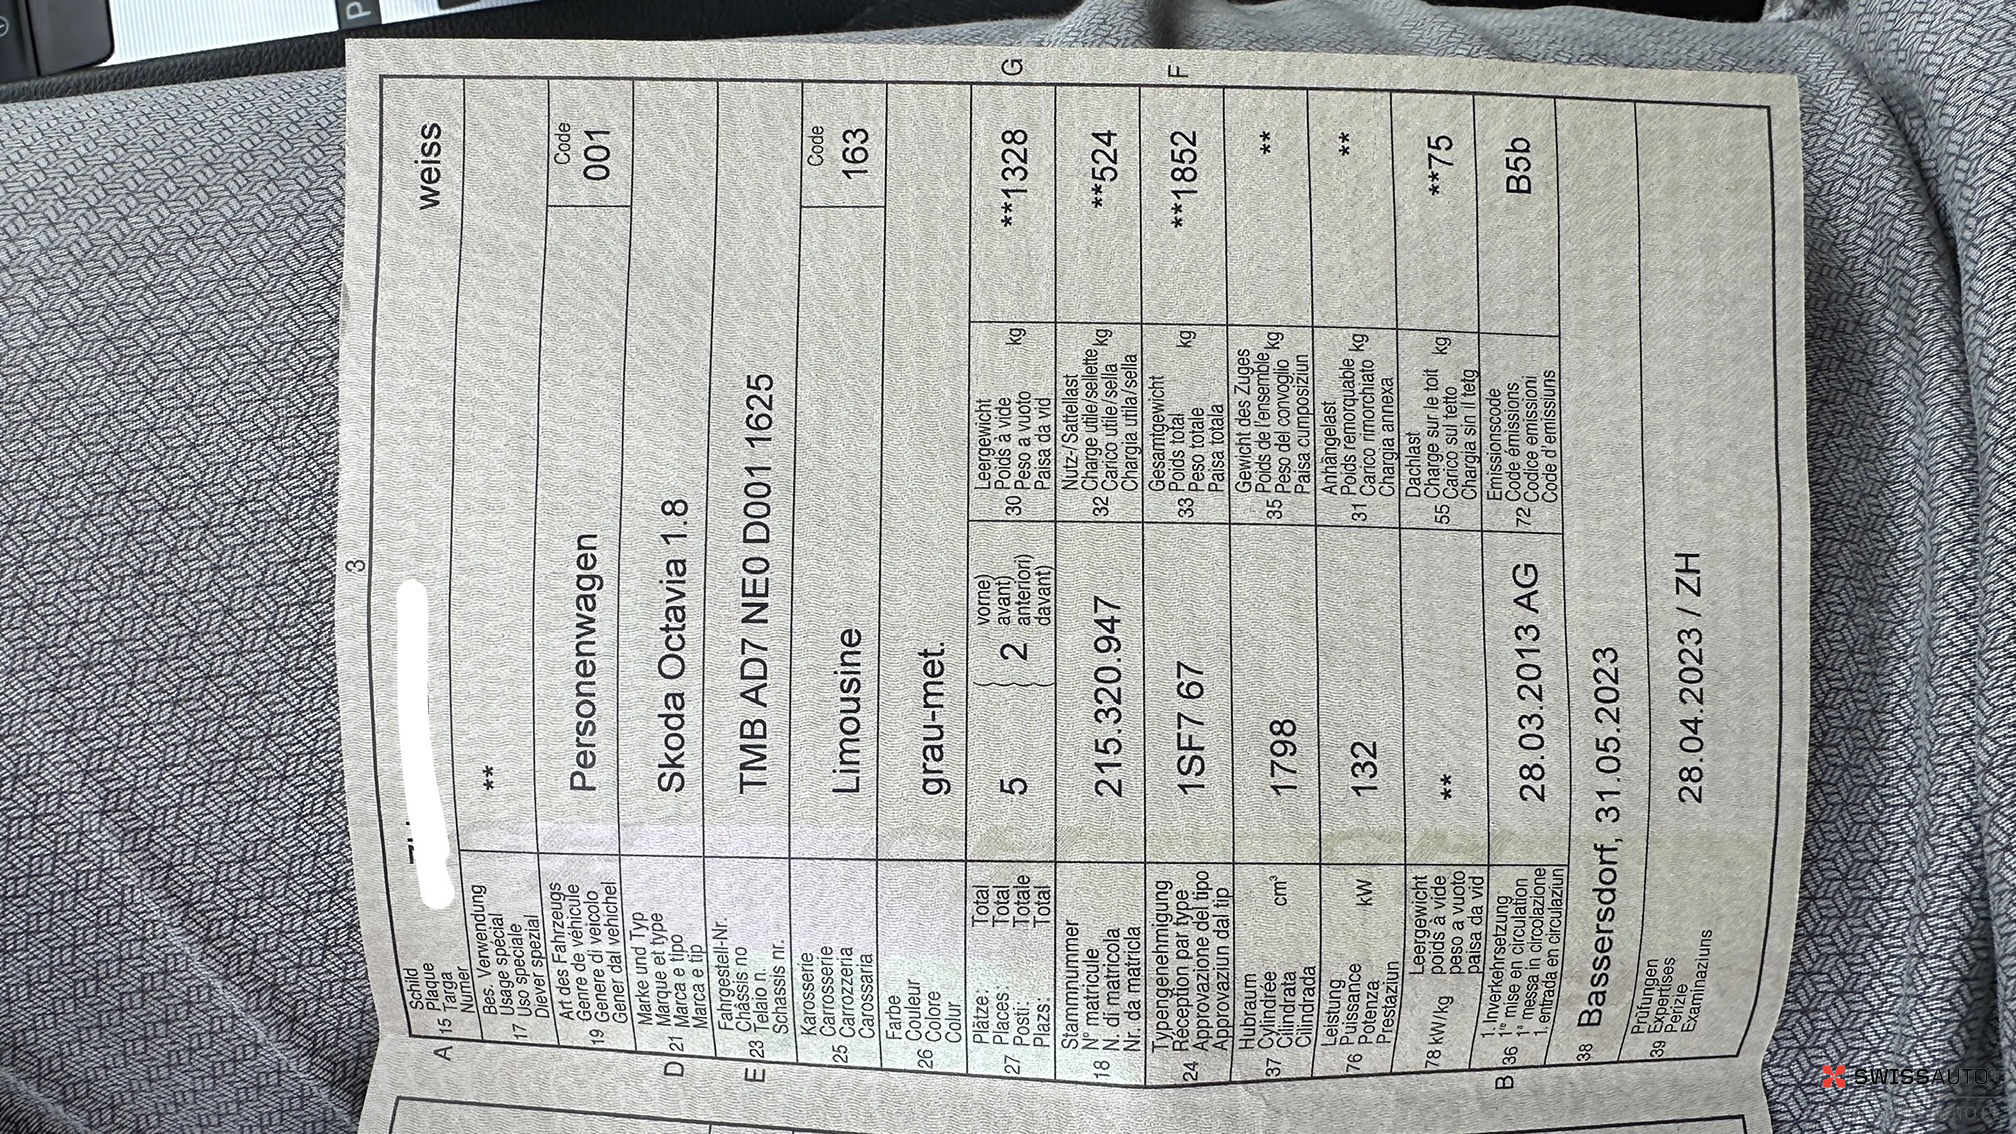 3
A 15 Schild
Plaque
Targa
Numer
weiss
17 Bes. Verwendung
Usage spécial
Uso speciale
Diever spezial
**
19 Art des Fahrzeugs
Genre de véhicule
Genere di veicolo
Gener dal vehichel
Personenwagen
Code
001
D 21 Marke und Typ
Marque et type
Marca e tipo
Marca e tip
Skoda Octavia 1.8
E 23 Fahrgestell-Nr.
Châssis no
Telaio n.
Schassis nr.
TMB AD7 NE0 D001 1625
25 Karosserie
Carrosserie
Carozzeria
Carossaria
Limousine
Code
163
26 Farbe
Couleur
Colore
Colur
grau-met.
27 Plätze: Total
Places: Total
Posti: Totale
Plazs: Total
5
2
vorne)
avant)
anteriori)
davant)
G
30 Leergewicht
Poids à vide
Peso a vuoto kg
Paisa da vid
**1328
18 Stammnummer
N° matricule
N. di matricola
Nr. da matricla
215.320.947
32 Nutz-/Sattellast
Charge utile/sellette
Carico utile/sella kg
Chargia utila/sella
**524
24 Typengenehmigung
Réception par type
Approvazione del tipo
Approvaziun dal tip
1SF7 67
F
33 Gesamtgewicht
Poids total
Peso totale kg
Paisa totala
**1852
37 Hubraum
Cylindrée cm³
Cilindrata
Cilindrada
1798
35 Gewicht des Zuges
Poids de l'ensemble
Peso del convoglio kg
Paisa cumposiziun
**
76 Leistung
Puissance kW
Potenza
Prestaziun
132
31 Anhängelast
Poids remorquable
Carico rimorchiato kg
Chargia annexa
**
78 kW/kg Leergewicht
poids à vide
peso a vuoto
paisa da vid
**
55 Dachlast
Charge sur le toit
Carico sul tetto kg
Chargia sin il tetg
**75
B 36 1. Inverkehrsetzung
1re mise en circulation
1a messa in circolazione
1. entrada en circulaziun
28.03.2013 AG
72 Emissionscode
Code émissions
Codice emissioni
Code d'emissiuns
B5b
38 Bassersdorf, 31.05.2023
39 Prüfungen
Expertises
Perizie
Examinaziuns
28.04.2023 / ZH
SWISSAUTO
P